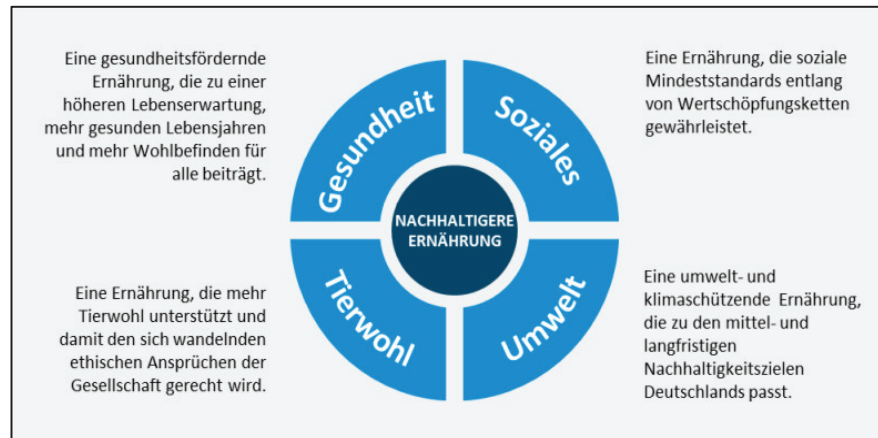 Eine gesundheitsfördernde
Ernährung, die zu einer
höheren Lebenserwartung,
mehr gesunden Lebensjahren
und mehr Wohlbefinden für
alle beiträgt.
Gesundheit
Soziales
Eine Ernährung, die soziale
Mindeststandards entlang
von Wertschöpfungsketten
gewährleistet.
NACHHALTIGERE
ERNÄHRUNG
Eine Ernährung, die mehr
Tierwohl unterstützt und
damit den sich wandelnden
ethischen Ansprüchen der
Gesellschaft gerecht wird.
Tierwohl
Umwelt
Eine umwelt- und
klimaschützende Ernährung,
die zu den mittel- und
langfristigen
Nachhaltigkeitszielen
Deutschlands passt.